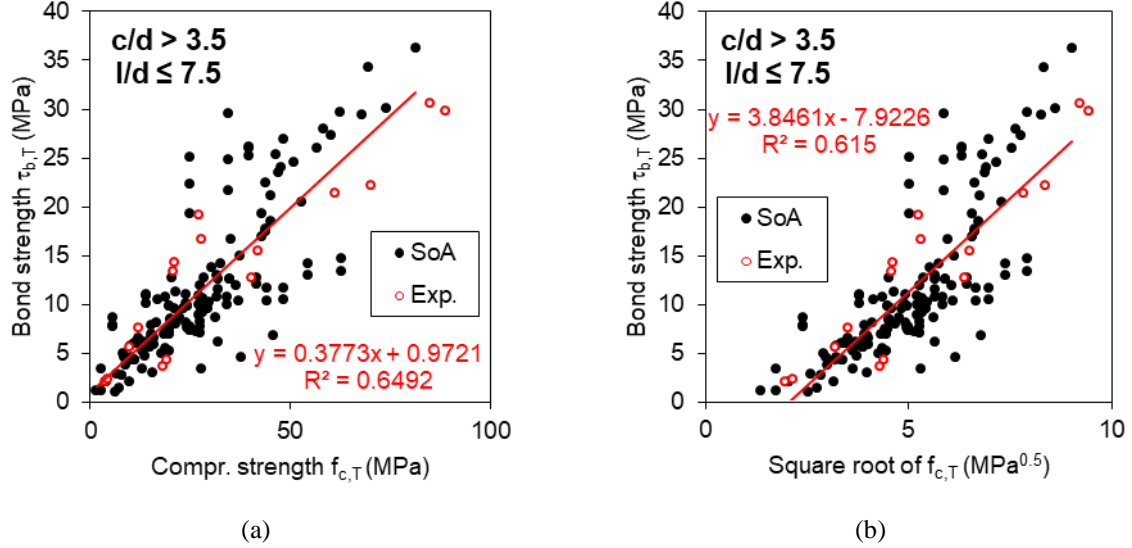 c/d > 3.5
l/d ≤ 7.5
Bond strength τb,T (MPa)
40
35
30
25
20
15
10
5
0
SoA
Exp.
y = 0.3773x + 0.9721
R² = 0.6492
0 50 100
Compr. strength fc,T (MPa)
(a)
c/d > 3.5
l/d ≤ 7.5
Bond strength τb,T (MPa)
40
35
30
25
20
15
10
5
0
y = 3.8461x - 7.9226
R² = 0.615
SoA
Exp.
0 5 10
Square root of fc,T (MPa^0.5)
(b)